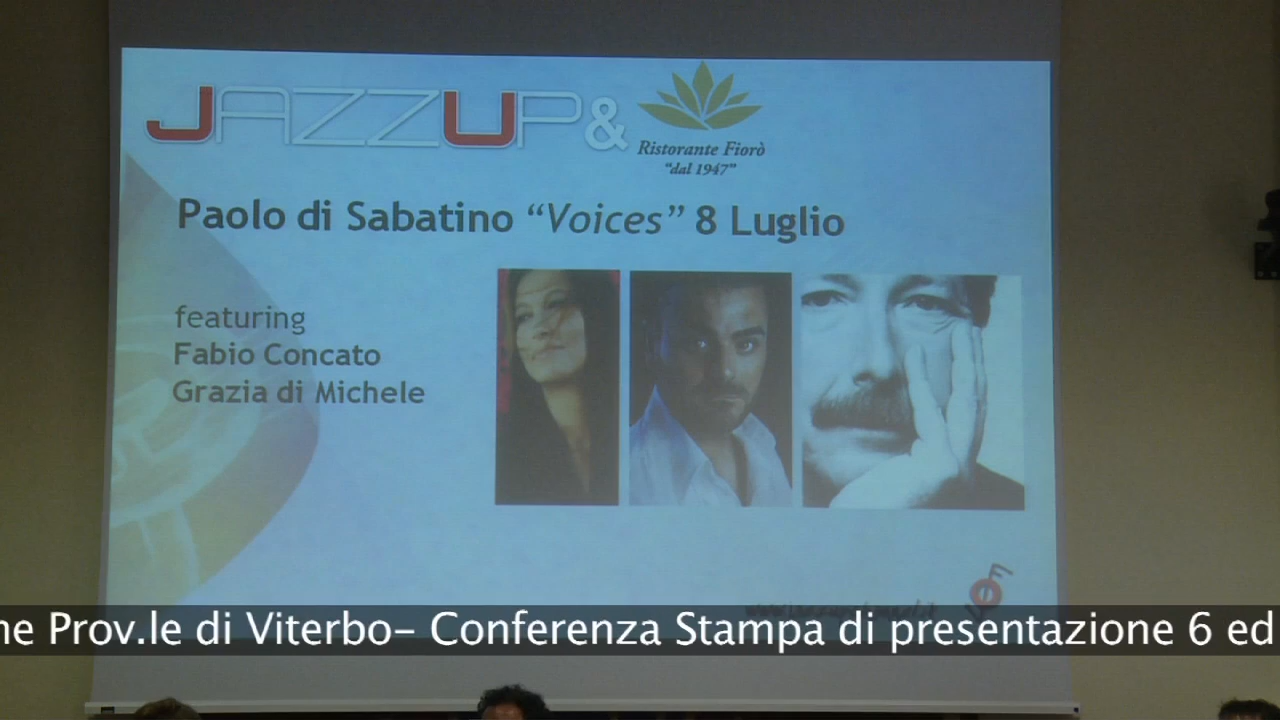 JAZZUP&
Ristorante Fiorò
"dal 1947"
Paolo di Sabatino “Voices” 8 Luglio
featuring
Fabio Concato
Grazia di Michele
ne Prov.le di Viterbo- Conferenza Stampa di presentazione 6 ed